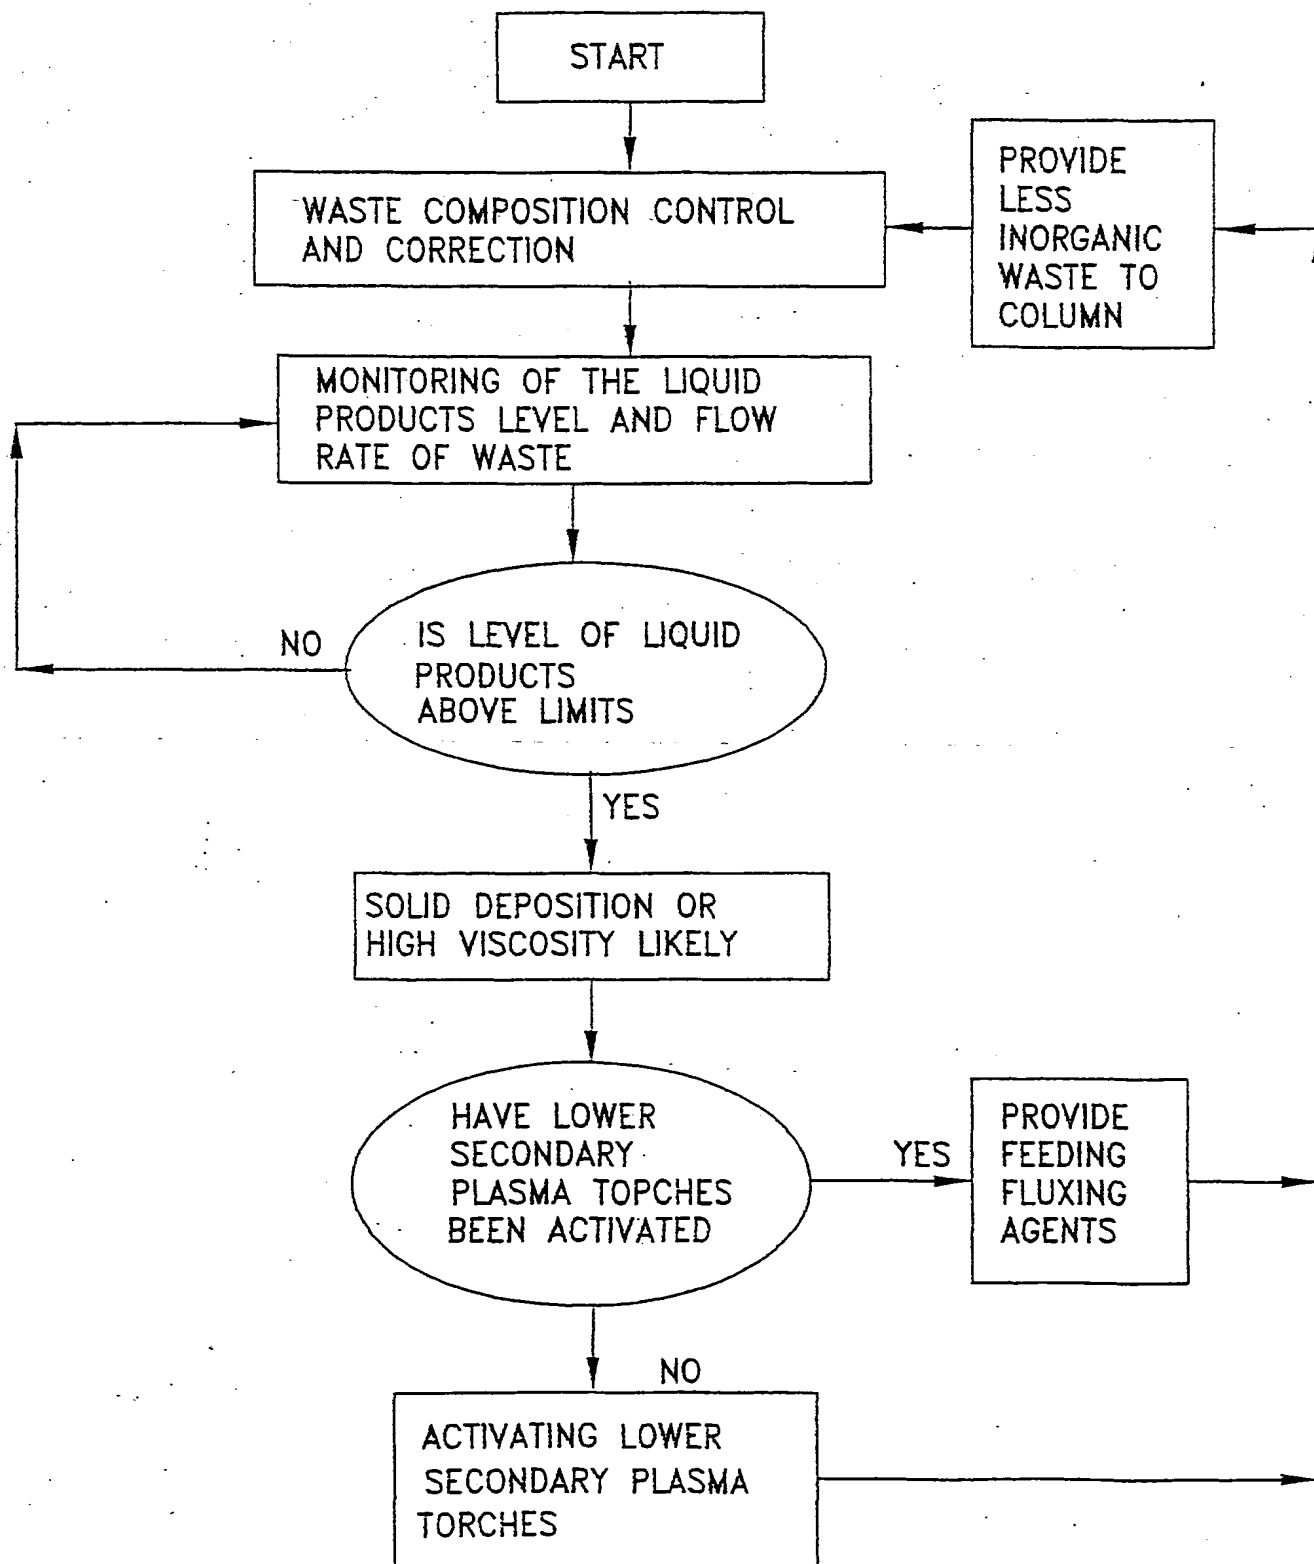 START
WASTE COMPOSITION CONTROL
AND CORRECTION
PROVIDE
LESS
INORGANIC
WASTE TO
COLUMN
MONITORING OF THE LIQUID
PRODUCTS LEVEL AND FLOW
RATE OF WASTE
NO
IS LEVEL OF LIQUID
PRODUCTS
ABOVE LIMITS
YES
SOLID DEPOSITION OR
HIGH VISCOSITY LIKELY
HAVE LOWER
SECONDARY
PLASMA TOPCHES
BEEN ACTIVATED
YES
PROVIDE
FEEDING
FLUXING
AGENTS
NO
ACTIVATING LOWER
SECONDARY PLASMA
TORCHES